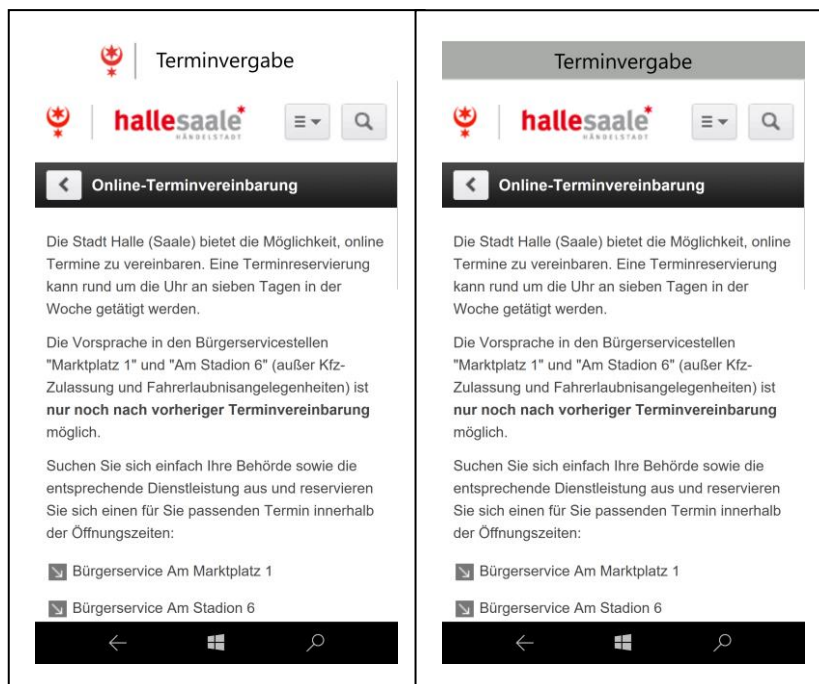 Terminvergabe
hallesaale*
HÄNDELSTADT
Online-Terminvereinbarung
Die Stadt Halle (Saale) bietet die Möglichkeit, online
Termine zu vereinbaren. Eine Terminreservierung
kann rund um die Uhr an sieben Tagen in der
Woche getätigt werden.
Die Vorsprache in den Bürgerservicestellen
"Marktplatz 1" und "Am Stadion 6" (außer Kfz-
Zulassung und Fahrerlaubnisangelegenheiten) ist
nur noch nach vorheriger Terminvereinbarung
möglich.
Suchen Sie sich einfach Ihre Behörde sowie die
entsprechende Dienstleistung aus und reservieren
Sie sich einen für Sie passenden Termin innerhalb
der Öffnungszeiten:
Bürgerservice Am Marktplatz 1
Bürgerservice Am Stadion 6
Terminvergabe
hallesaale*
HÄNDELSTADT
Online-Terminvereinbarung
Die Stadt Halle (Saale) bietet die Möglichkeit, online
Termine zu vereinbaren. Eine Terminreservierung
kann rund um die Uhr an sieben Tagen in der
Woche getätigt werden.
Die Vorsprache in den Bürgerservicestellen
"Marktplatz 1" und "Am Stadion 6" (außer Kfz-
Zulassung und Fahrerlaubnisangelegenheiten) ist
nur noch nach vorheriger Terminvereinbarung
möglich.
Suchen Sie sich einfach Ihre Behörde sowie die
entsprechende Dienstleistung aus und reservieren
Sie sich einen für Sie passenden Termin innerhalb
der Öffnungszeiten:
Bürgerservice Am Marktplatz 1
Bürgerservice Am Stadion 6